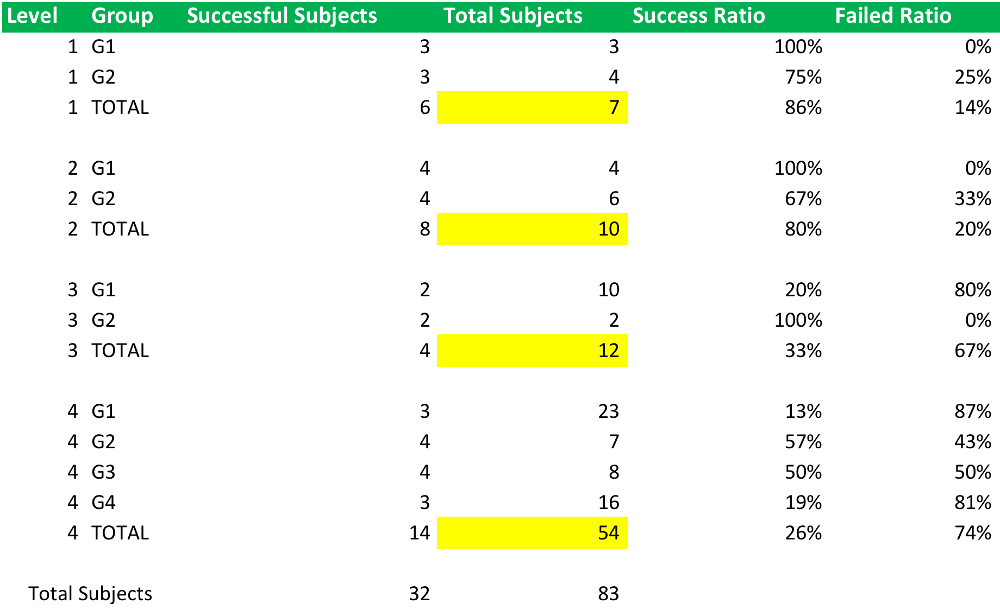 Level Group Successful Subjects Total Subjects Success Ratio Failed Ratio
1 G1 3 3 100% 0%
1 G2 3 4 75% 25%
1 TOTAL 6 7 86% 14%
2 G1 4 4 100% 0%
2 G2 4 6 67% 33%
2 TOTAL 8 10 80% 20%
3 G1 2 10 20% 80%
3 G2 2 2 100% 0%
3 TOTAL 4 12 33% 67%
4 G1 3 23 13% 87%
4 G2 4 7 57% 43%
4 G3 4 8 50% 50%
4 G4 3 16 19% 81%
4 TOTAL 14 54 26% 74%
Total Subjects 32 83